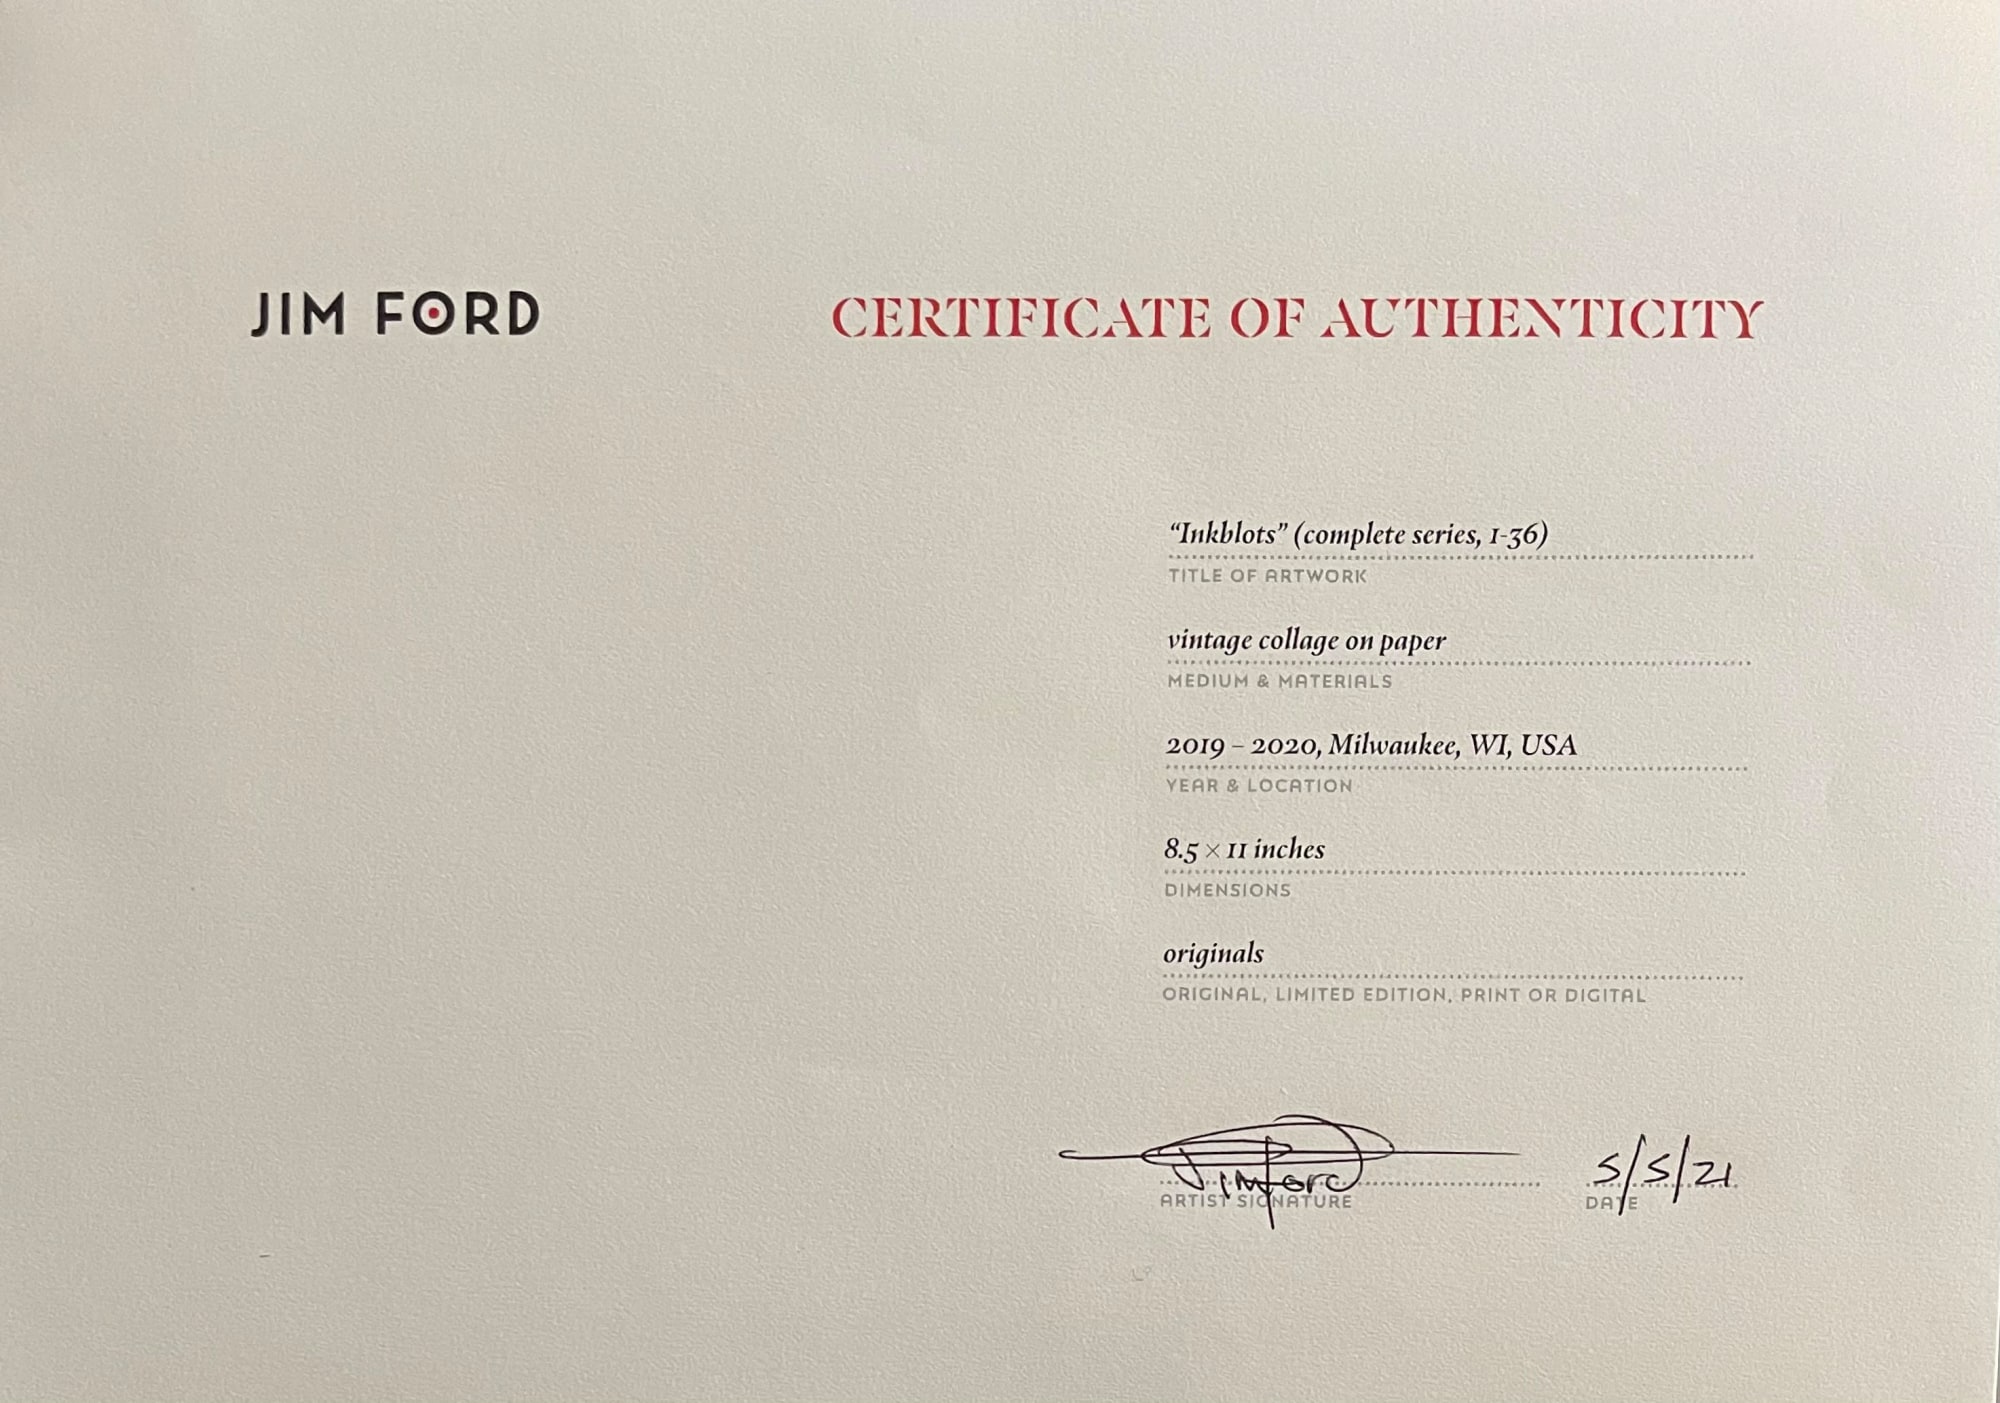 JIM FORD
CERTIFICATE OF AUTHENTICITY
“Inkblots” (complete series, 1-36)
TITLE OF ARTWORK
vintage collage on paper
MEDIUM & MATERIALS
2019 – 2020, Milwaukee, WI, USA
YEAR & LOCATION
8.5 × 11 inches
DIMENSIONS
originals
ORIGINAL, LIMITED EDITION, PRINT OR DIGITAL
Jim Ford
ARTIST SIGNATURE
5/5/21
DATE